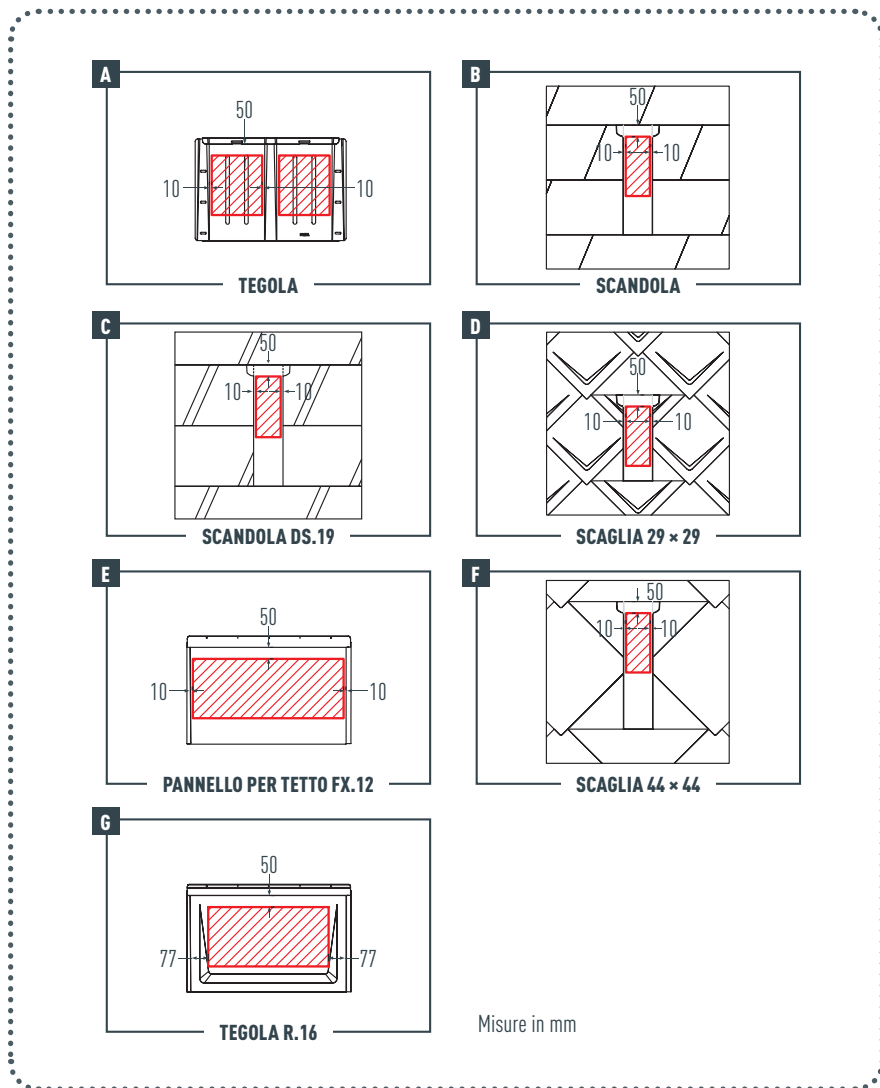 A
50
10
10
TEGOLA
B
50
10
10
SCANDOLA
C
50
10
10
SCANDOLA DS.19
D
50
10
10
SCAGLIA 29 × 29
E
50
10
10
PANNELLO PER TETTO FX.12
F
50
10
10
SCAGLIA 44 × 44
G
50
77
77
TEGOLA R.16
Misure in mm